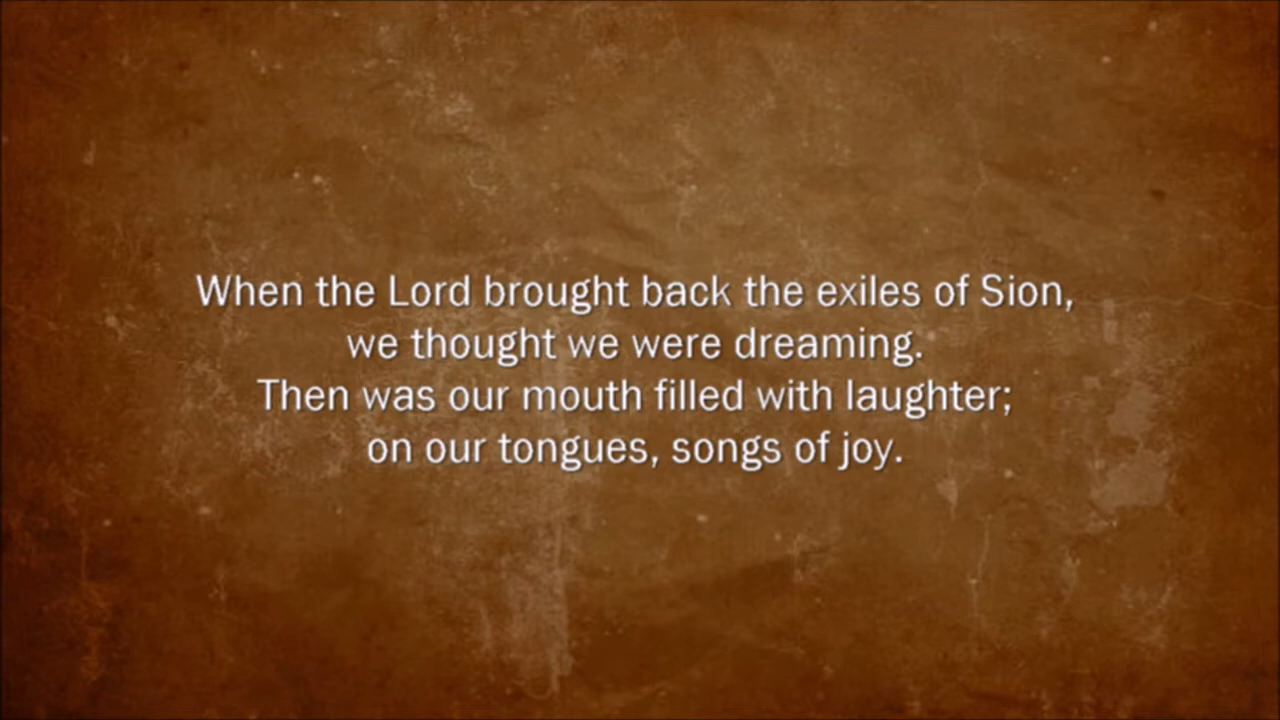 When the Lord brought back the exiles of Sion,
we thought we were dreaming.
Then was our mouth filled with laughter;
on our tongues, songs of joy.